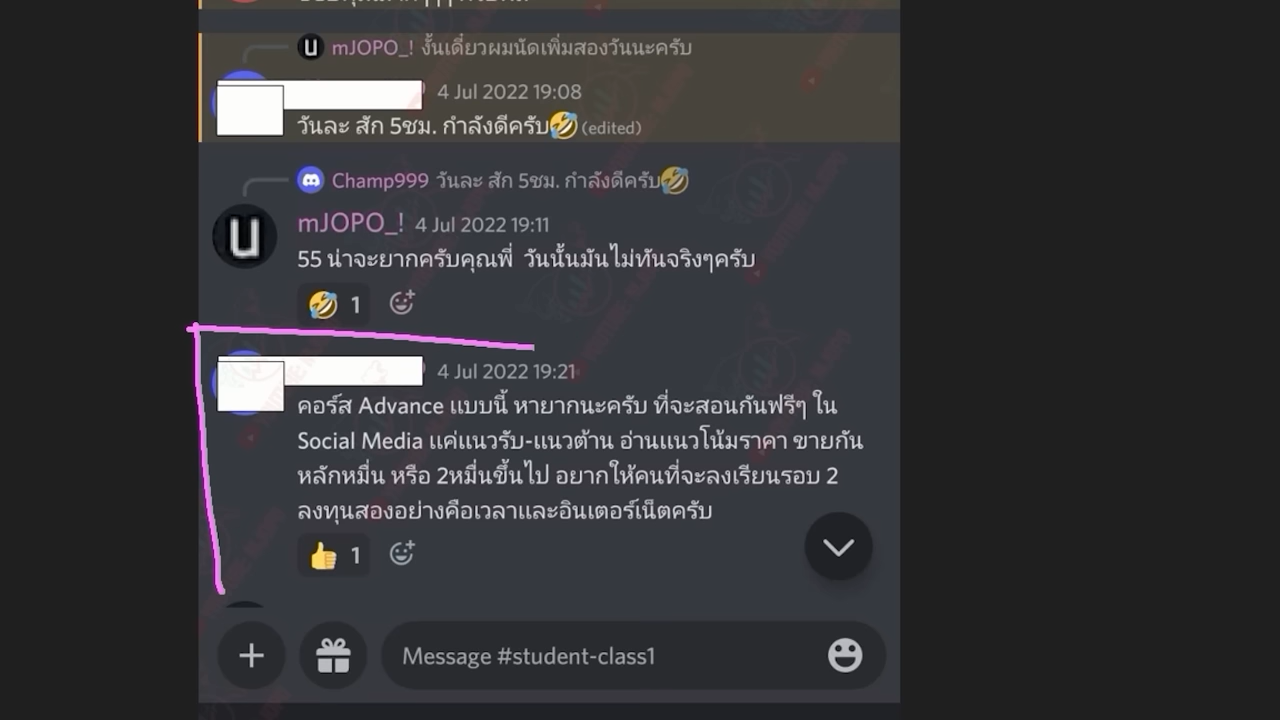 mJOPO_! งั้นเดี๋ยวผมนัดเพิ่มสองวันนะครับ
4 Jul 2022 19:08
วันละ สัก 5ชม. กำลังดีครับ🤣 (edited)
Champ999 วันละ สัก 5ชม. กำลังดีครับ🤣
mJOPO_! 4 Jul 2022 19:11
55 น่าจะยากครับคุณพี่ วันนั้นมันไม่ทันจริงๆครับ
🤣 1
4 Jul 2022 19:21
คอร์ส Advance แบบนี้ หายากนะครับ ที่จะสอนกันฟรีๆ ใน
Social Media แค่แนวรับ-แนวต้าน อ่านแนวโน้มราคา ขายกัน
หลักหมื่น หรือ 2หมื่นขึ้นไป อยากให้คนที่จะลงเรียนรอบ 2
ลงทุนสองอย่างคือเวลาและอินเตอร์เน็ตครับ
👍 1
Message #student-class1